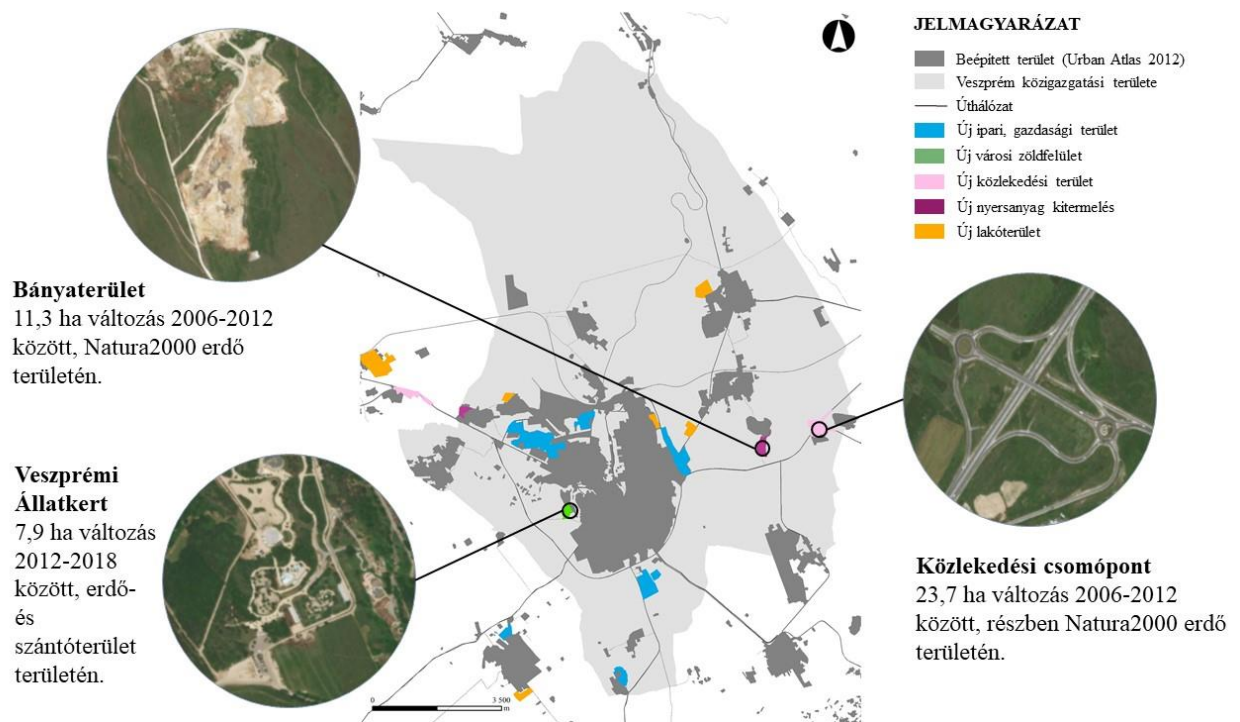 JELMAGYARÁZAT
Beépített terület (Urban Atlas 2012)
Veszprém közigazgatási területe
Úthálózat
Új ipari, gazdasági terület
Új városi zöldfelület
Új közlekedési terület
Új nyersanyag kitermelés
Új lakóterület
Bányaterület
11,3 ha változás 2006-2012
között, Natura2000 erdő
területén.
Veszprémi
Állatkert
7,9 ha változás
2012-2018
között, erdő-
és
szántóterület
területén.
Közlekedési csomópont
23,7 ha változás 2006-2012
között, részben Natura2000 erdő
területén.
0 3 500
m